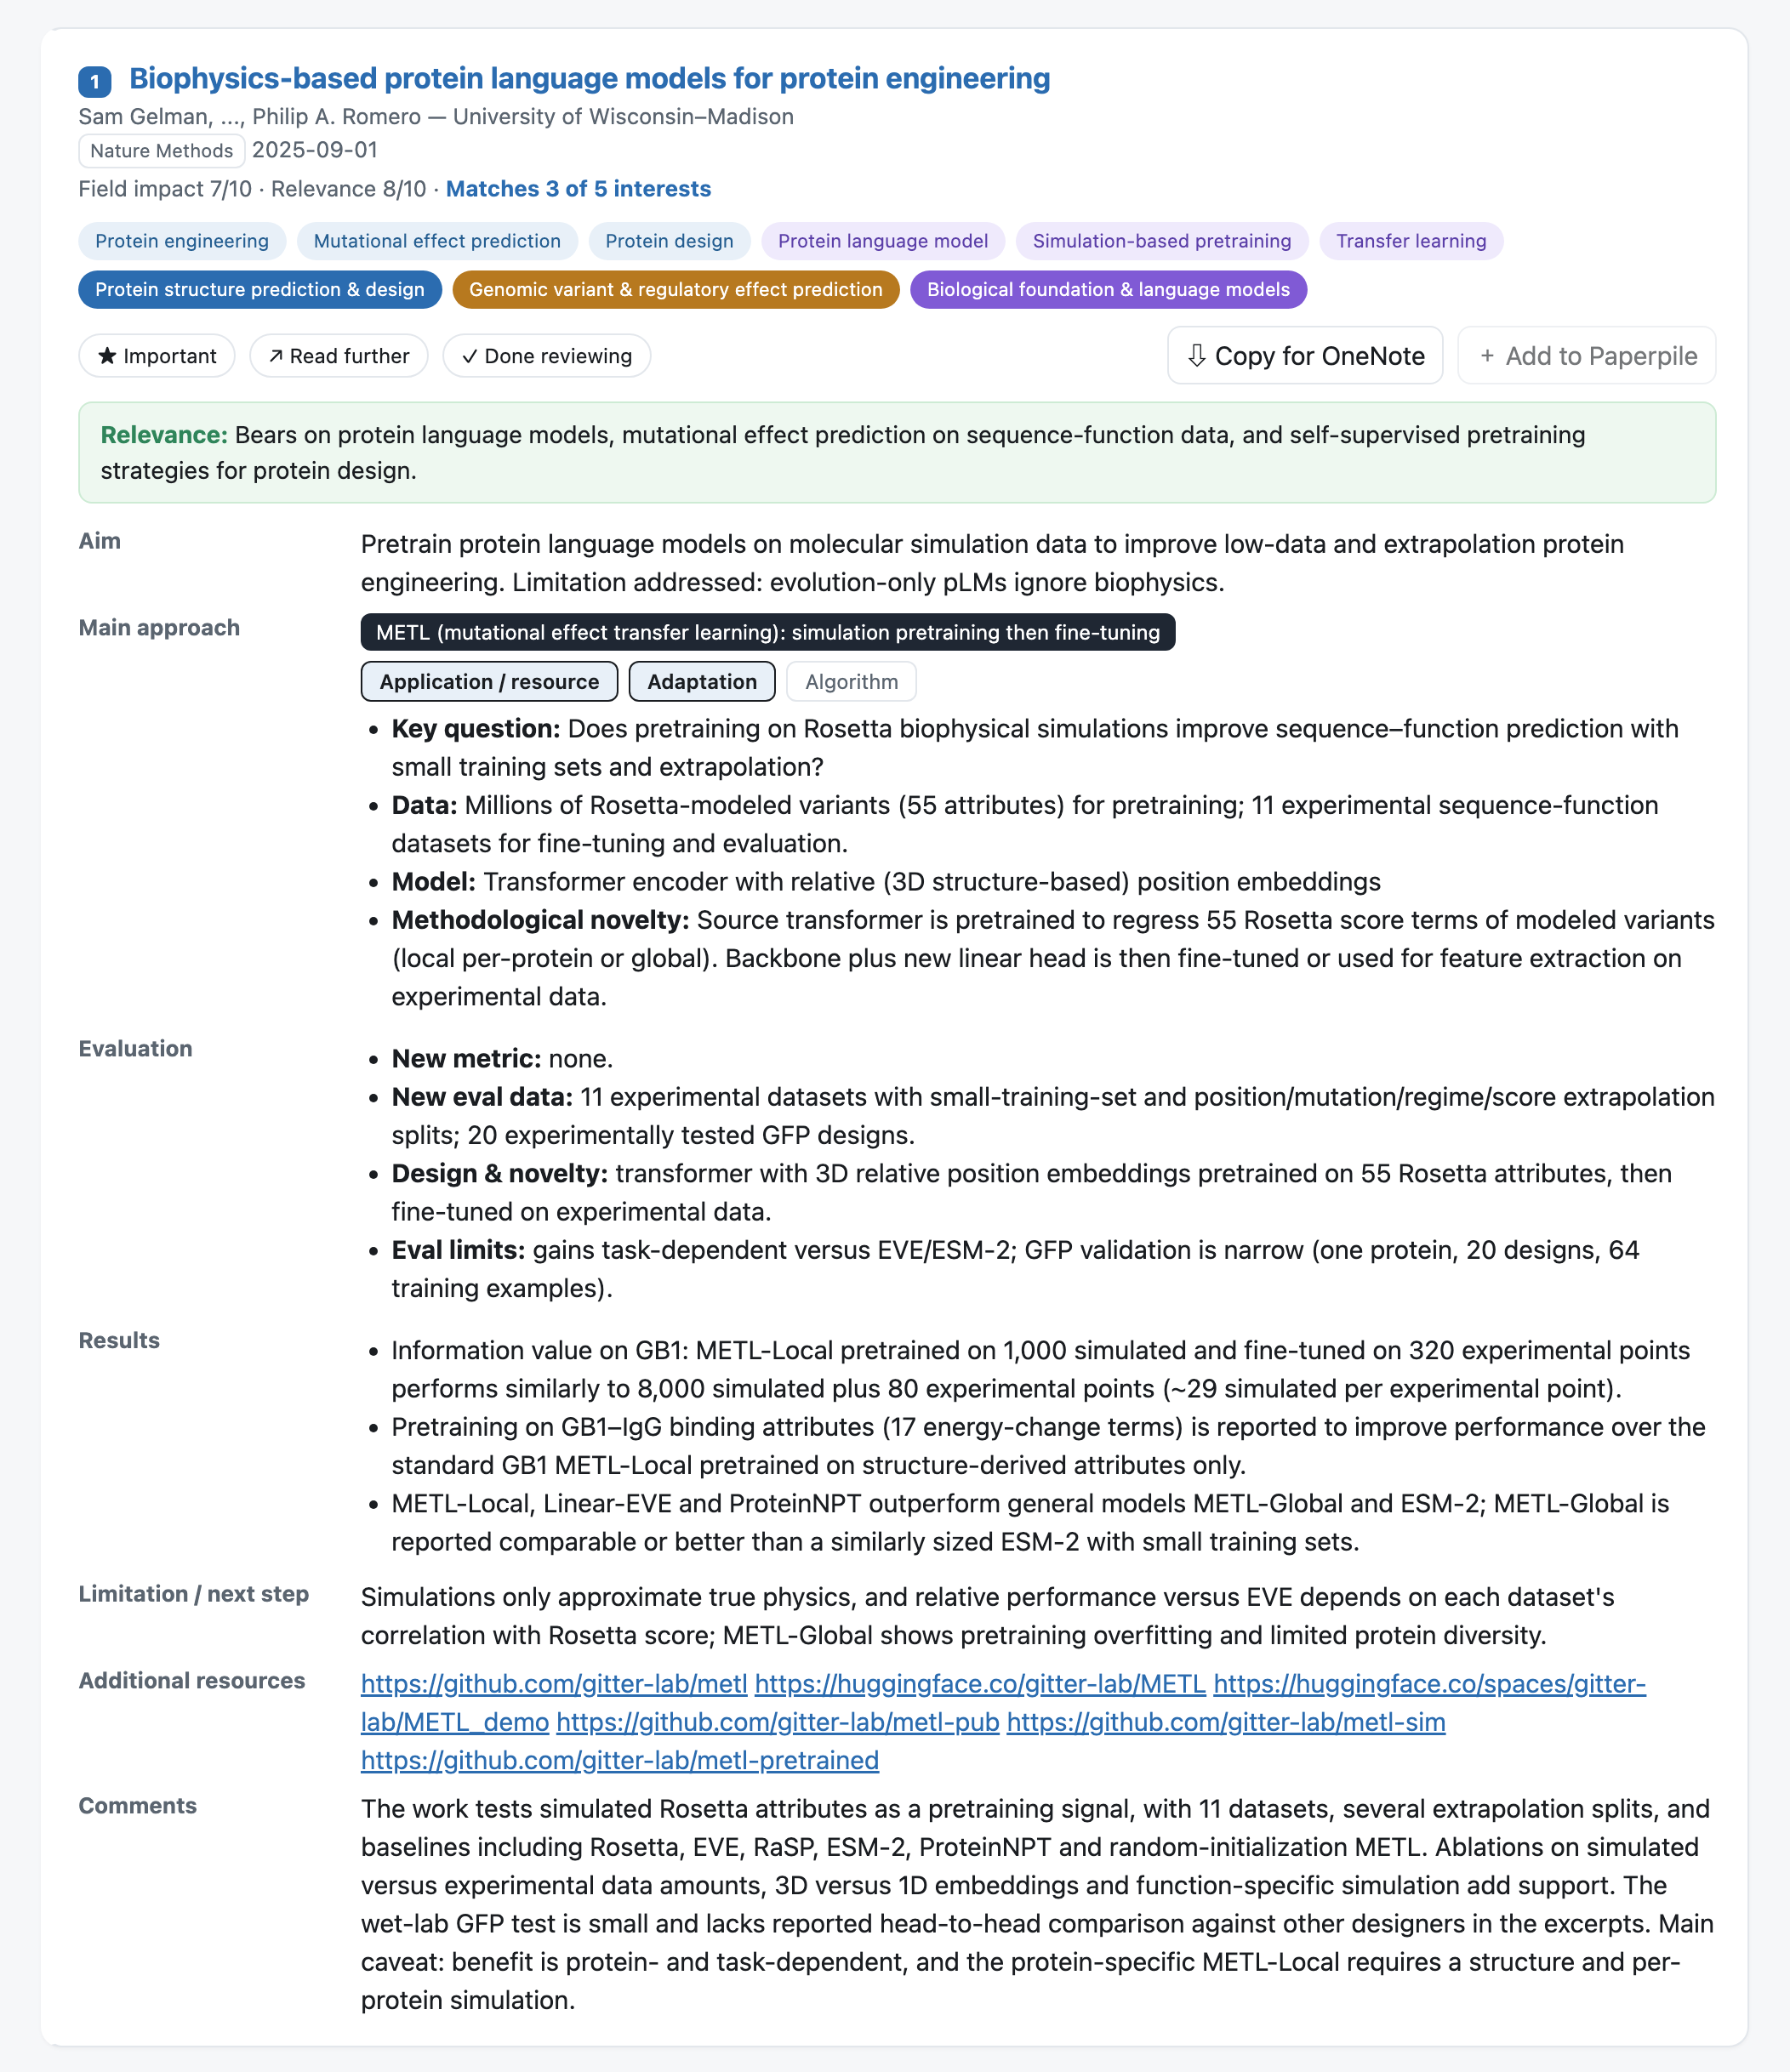 1 Biophysics-based protein language models for protein engineering
Sam Gelman, ..., Philip A. Romero — University of Wisconsin–Madison
Nature Methods 2025-09-01
Field impact 7/10 · Relevance 8/10 · Matches 3 of 5 interests
Protein engineering Mutational effect prediction Protein design Protein language model Simulation-based pretraining Transfer learning
Protein structure prediction & design Genomic variant & regulatory effect prediction Biological foundation & language models
★ Important ↗ Read further ✓ Done reviewing ⇩ Copy for OneNote + Add to Paperpile
Relevance: Bears on protein language models, mutational effect prediction on sequence-function data, and self-supervised pretraining
strategies for protein design.
Aim Pretrain protein language models on molecular simulation data to improve low-data and extrapolation protein
engineering. Limitation addressed: evolution-only pLMs ignore biophysics.
Main approach METL (mutational effect transfer learning): simulation pretraining then fine-tuning
Application / resource Adaptation Algorithm
• Key question: Does pretraining on Rosetta biophysical simulations improve sequence–function prediction with
small training sets and extrapolation?
• Data: Millions of Rosetta-modeled variants (55 attributes) for pretraining; 11 experimental sequence-function
datasets for fine-tuning and evaluation.
• Model: Transformer encoder with relative (3D structure-based) position embeddings
• Methodological novelty: Source transformer is pretrained to regress 55 Rosetta score terms of modeled variants
(local per-protein or global). Backbone plus new linear head is then fine-tuned or used for feature extraction on
experimental data.
Evaluation • New metric: none.
• New eval data: 11 experimental datasets with small-training-set and position/mutation/regime/score extrapolation
splits; 20 experimentally tested GFP designs.
• Design & novelty: transformer with 3D relative position embeddings pretrained on 55 Rosetta attributes, then
fine-tuned on experimental data.
• Eval limits: gains task-dependent versus EVE/ESM-2; GFP validation is narrow (one protein, 20 designs, 64
training examples).
Results • Information value on GB1: METL-Local pretrained on 1,000 simulated and fine-tuned on 320 experimental points
performs similarly to 8,000 simulated plus 80 experimental points (~29 simulated per experimental point).
• Pretraining on GB1–IgG binding attributes (17 energy-change terms) is reported to improve performance over the
standard GB1 METL-Local pretrained on structure-derived attributes only.
• METL-Local, Linear-EVE and ProteinNPT outperform general models METL-Global and ESM-2; METL-Global is
reported comparable or better than a similarly sized ESM-2 with small training sets.
Limitation / next step Simulations only approximate true physics, and relative performance versus EVE depends on each dataset's
correlation with Rosetta score; METL-Global shows pretraining overfitting and limited protein diversity.
Additional resources https://github.com/gitter-lab/metl https://huggingface.co/gitter-lab/METL https://huggingface.co/spaces/gitter-
lab/METL_demo https://github.com/gitter-lab/metl-pub https://github.com/gitter-lab/metl-sim
https://github.com/gitter-lab/metl-pretrained
Comments The work tests simulated Rosetta attributes as a pretraining signal, with 11 datasets, several extrapolation splits, and
baselines including Rosetta, EVE, RaSP, ESM-2, ProteinNPT and random-initialization METL. Ablations on simulated
versus experimental data amounts, 3D versus 1D embeddings and function-specific simulation add support. The
wet-lab GFP test is small and lacks reported head-to-head comparison against other designers in the excerpts. Main
caveat: benefit is protein- and task-dependent, and the protein-specific METL-Local requires a structure and per-
protein simulation.